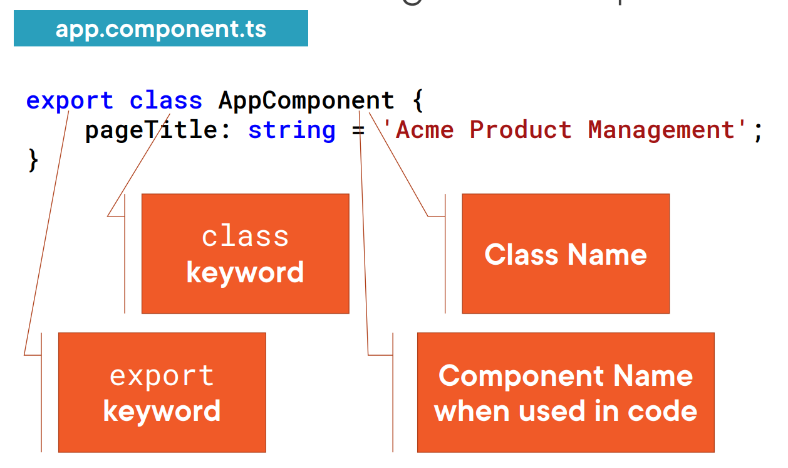 app.component.ts
export class AppComponent {
    pageTitle: string = 'Acme Product Management';
}
class
keyword
Class Name
export
keyword
Component Name
when used in code